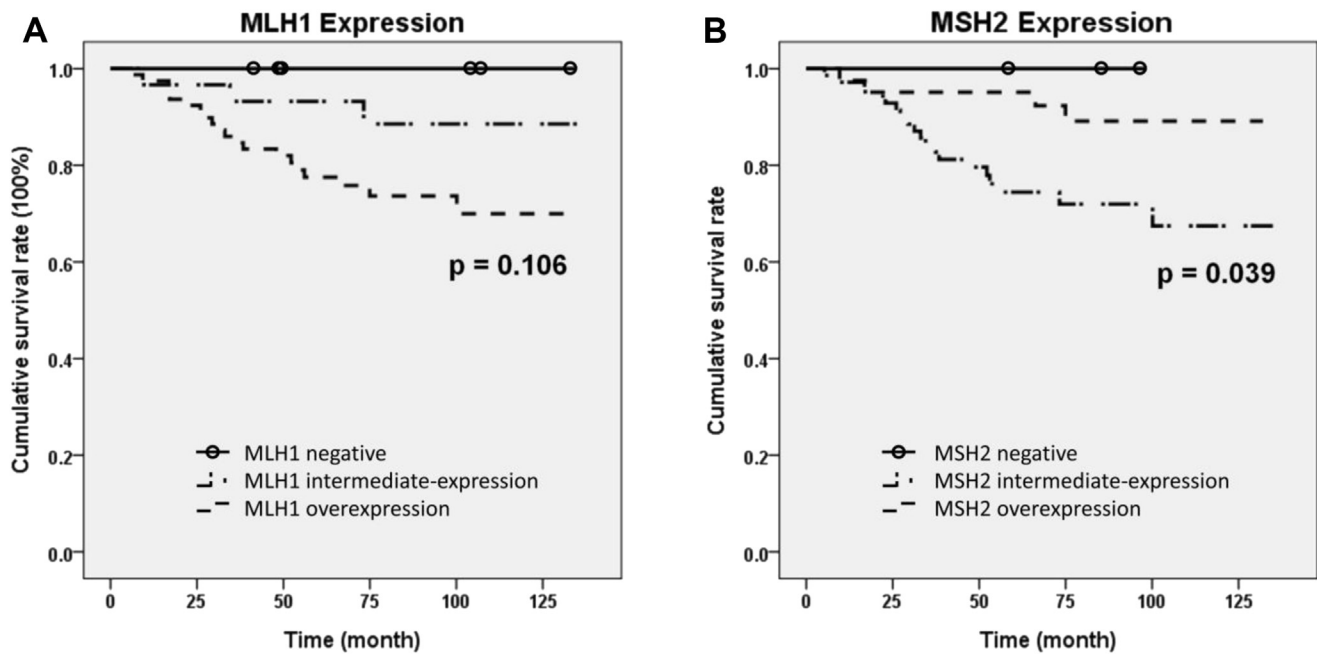 A
MLH1 Expression
Cumulative survival rate (100%)
1.0
0.8
0.6
0.4
0.2
0.0
p = 0.106
MLH1 negative
MLH1 intermediate-expression
MLH1 overexpression
0 25 50 75 100 125
Time (month)
B
MSH2 Expression
Cumulative survival rate
1.0
0.8
0.6
0.4
0.2
0.0
p = 0.039
MSH2 negative
MSH2 intermediate-expression
MSH2 overexpression
0 25 50 75 100 125
Time (month)